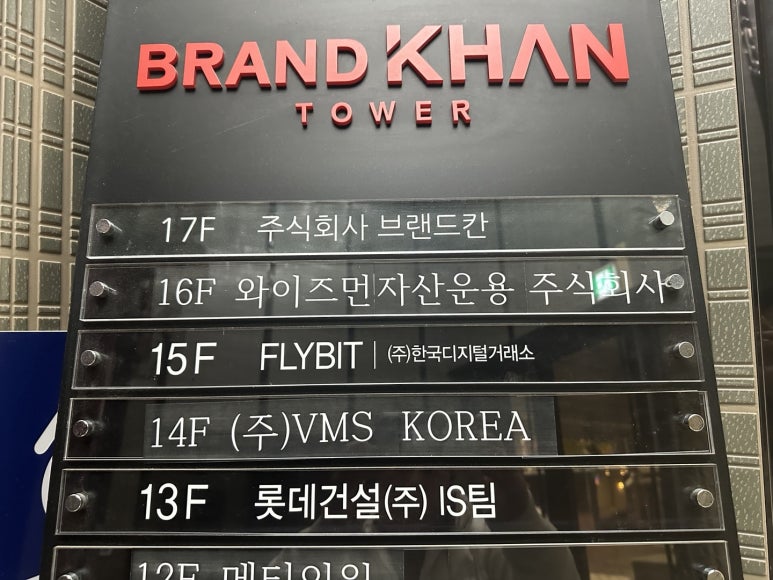 BRAND KHAN
TOWER
17F 주식회사 브랜드칸
16F 와이즈먼자산운용 주식회사
15F FLYBIT | (주)한국디지털거래소
14F (주)VMS KOREA
13F 롯데건설(주) IS팀
12F